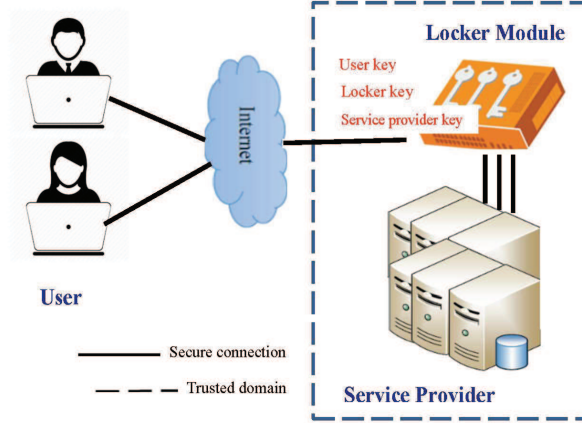 Locker Module
User key
Locker key
Service provider key
Internet
User
Secure connection
Trusted domain
Service Provider